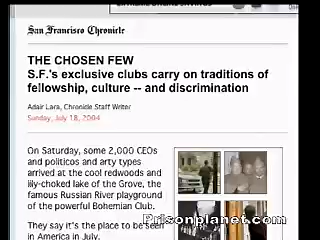 San Francisco Chronicle
THE CHOSEN FEW
S.F.'s exclusive clubs carry on traditions of
fellowship, culture -- and discrimination
Adair Lara, Chronicle Staff Writer
Sunday, July 18, 2004
On Saturday, some 2,000 CEOs
and politicos and arty types
arrived at the cool redwoods and
lily-choked lake of the Grove, the
famous Russian River playground
of the powerful Bohemian Club.
They say it's the place to be seen
in America in July.
Prisonplanet.com